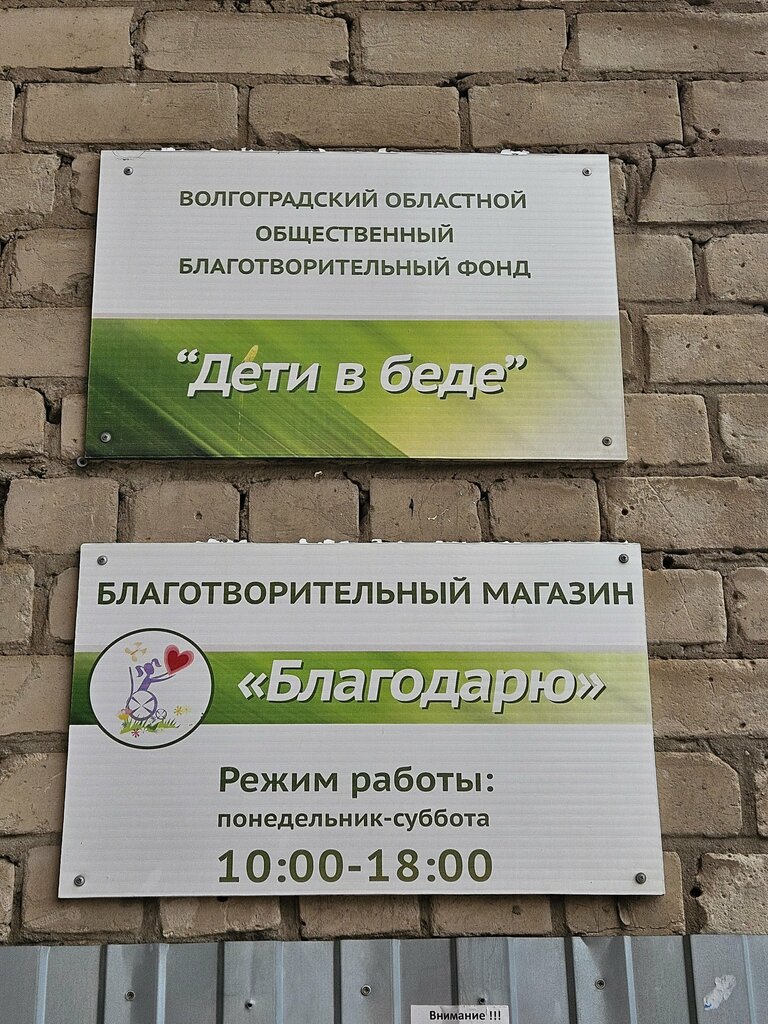 ВОЛГОГРАДСКИЙ ОБЛАСТНОЙ
ОБЩЕСТВЕННЫЙ
БЛАГОТВОРИТЕЛЬНЫЙ ФОНД
“Дети в беде”
БЛАГОТВОРИТЕЛЬНЫЙ МАГАЗИН
«Благодарю»
Режим работы:
понедельник-суббота
10:00-18:00
Внимание !!!